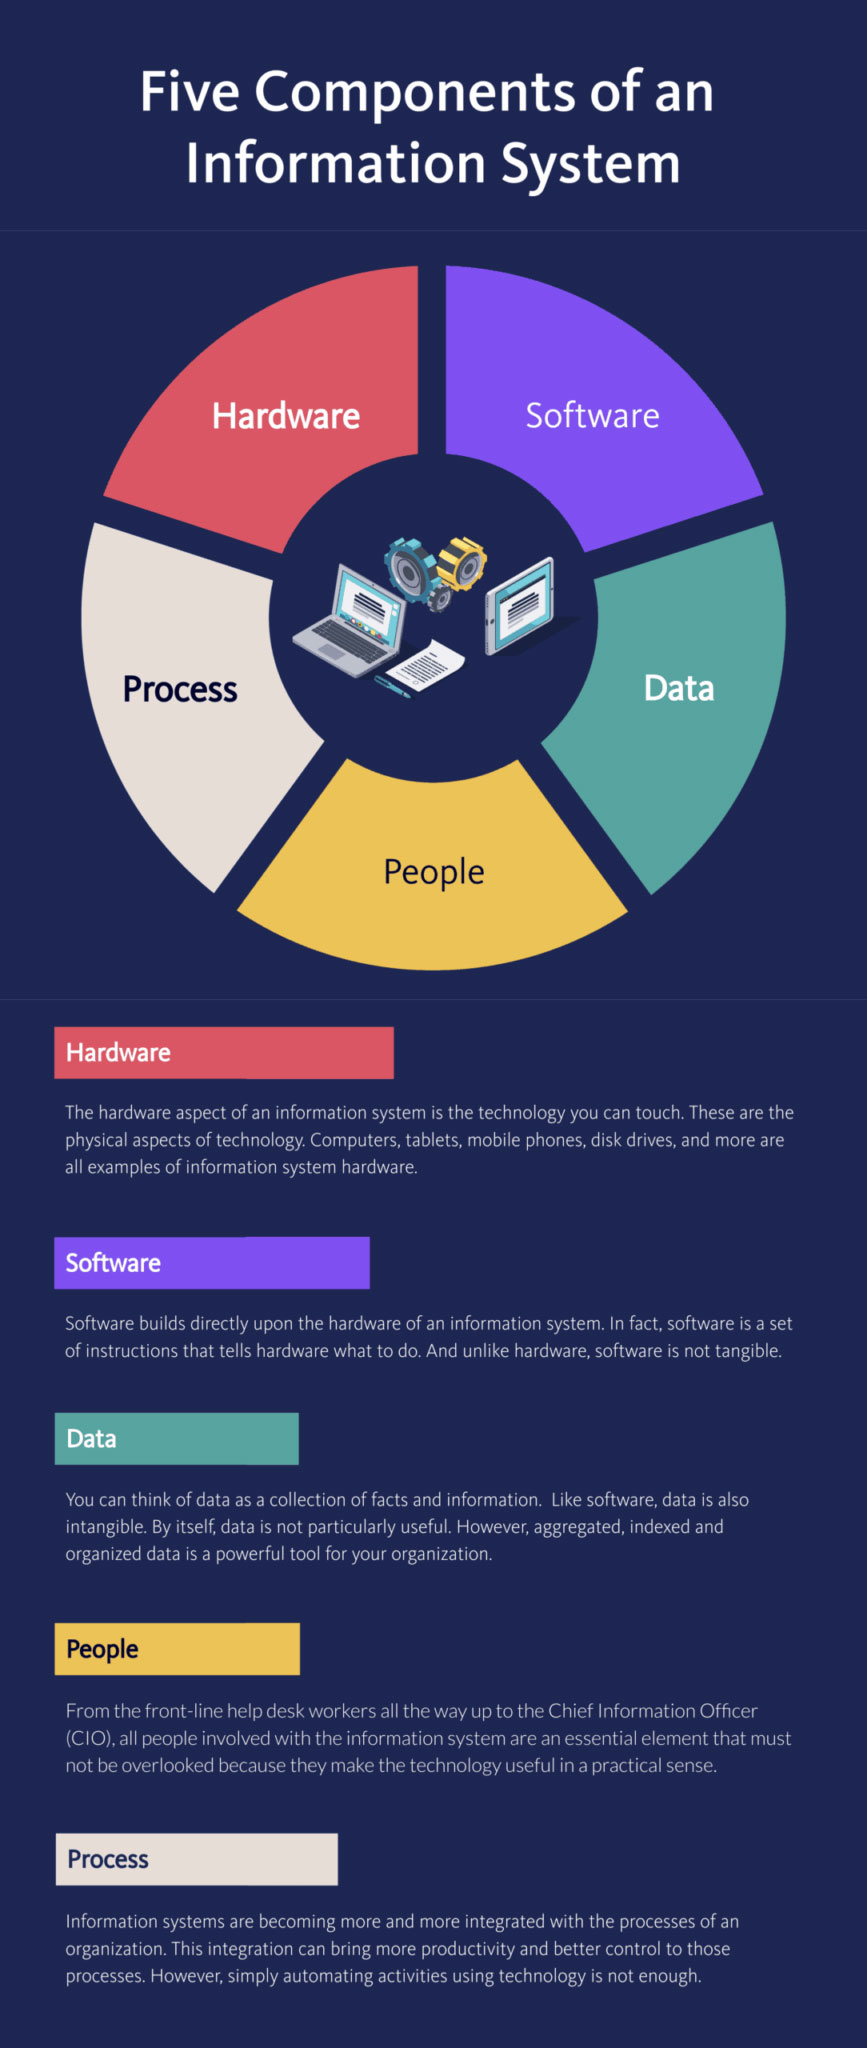 Five Components of an
Information System
Hardware
Software
Process
Data
People
Hardware
The hardware aspect of an information system is the technology you can touch. These are the
physical aspects of technology. Computers, tablets, mobile phones, disk drives, and more are
all examples of information system hardware.
Software
Software builds directly upon the hardware of an information system. In fact, software is a set
of instructions that tells hardware what to do. And unlike hardware, software is not tangible.
Data
You can think of data as a collection of facts and information.  Like software, data is also
intangible. By itself, data is not particularly useful. However, aggregated, indexed and
organized data is a powerful tool for your organization.
People
From the front-line help desk workers all the way up to the Chief Information Officer
(CIO), all people involved with the information system are an essential element that must
not be overlooked because they make the technology useful in a practical sense.
Process
Information systems are becoming more and more integrated with the processes of an
organization. This integration can bring more productivity and better control to those
processes. However, simply automating activities using technology is not enough.